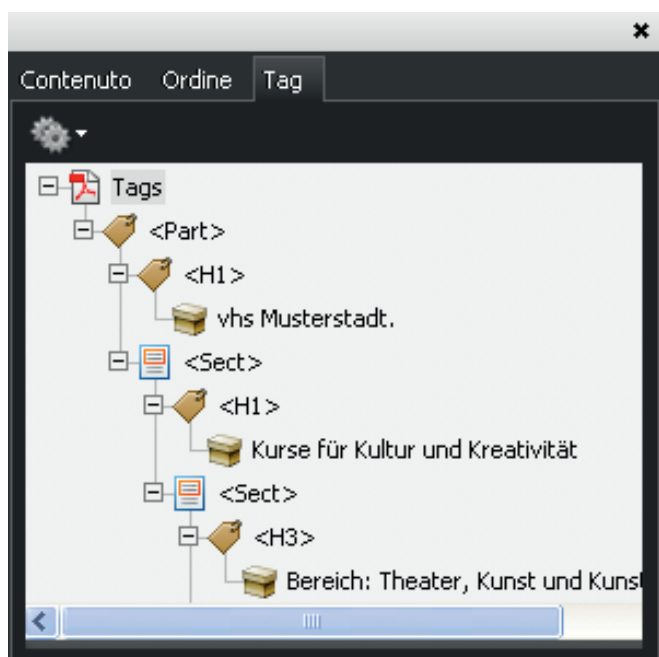 Contenuto Ordine Tag
Tags
<Part>
<H1>
vhs Musterstadt.
<Sect>
<H1>
Kurse für Kultur und Kreativität
<Sect>
<H3>
Bereich: Theater, Kunst und Kuns